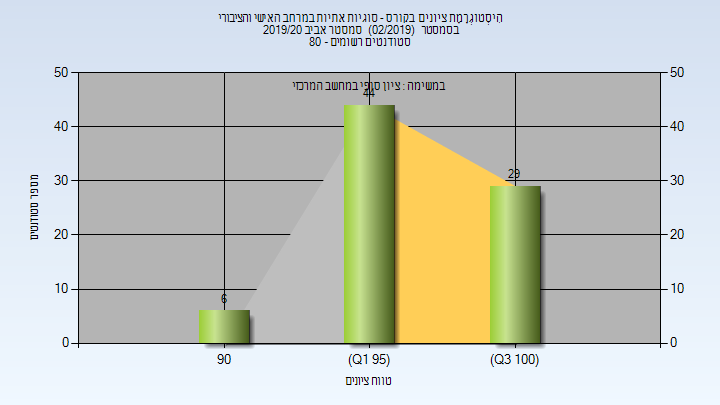 היסטוגרמת ציונים בקורס - סוגיות אתיות במרחב האישי והציבורי
בסמסטר (02/2019) סמסטר אביב 2019/20
סטודנטים רשומים - 80
במשימה : ציון סופי במחשב המרכזי
50
40
30
20
10
0
50
40
30
20
10
0
6
44
29
90
(Q1 95)
(Q3 100)
מספר סטודנטים
טווח ציונים